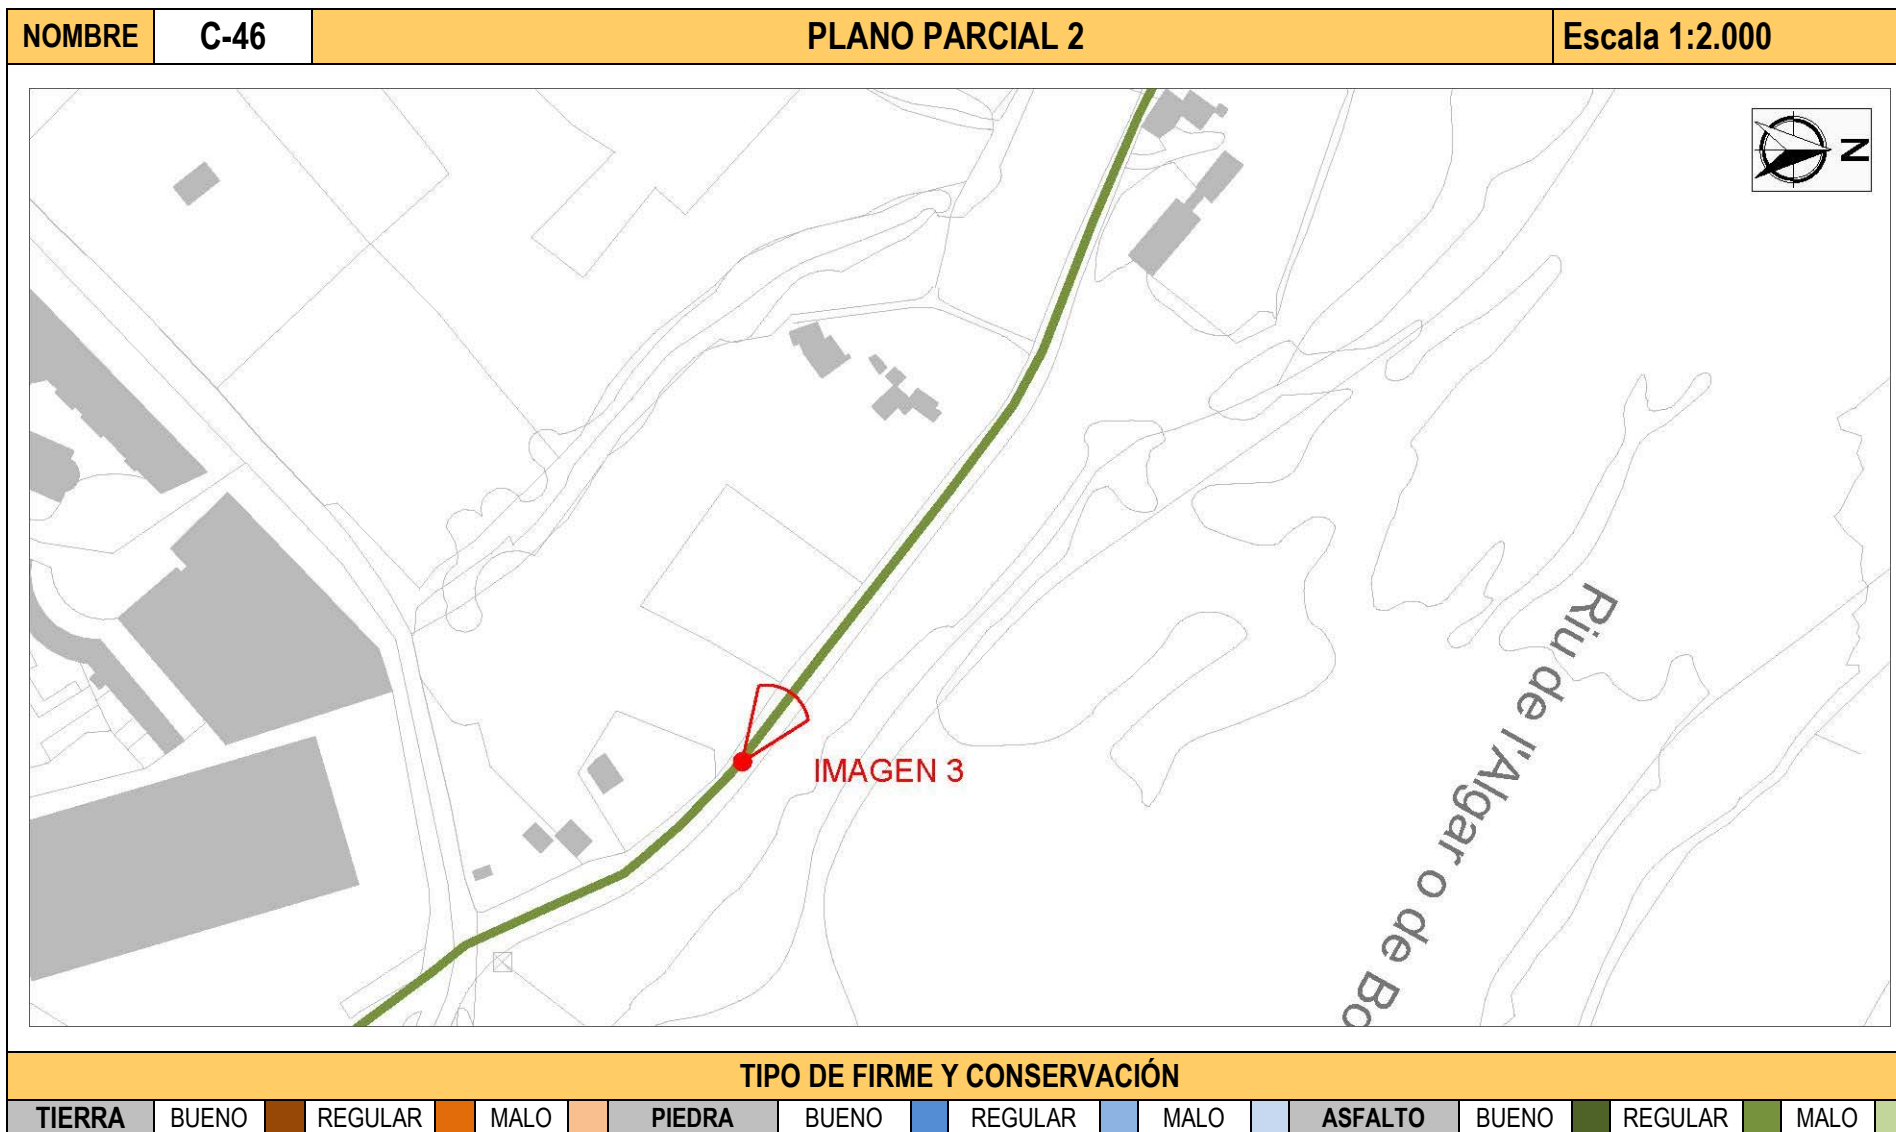 NOMBRE C-46 PLANO PARCIAL 2 Escala 1:2.000
N
IMAGEN 3
Riu de l'Algar o de Bo
TIPO DE FIRME Y CONSERVACIÓN
TIERRA BUENO REGULAR MALO PIEDRA BUENO REGULAR MALO ASFALTO BUENO REGULAR MALO